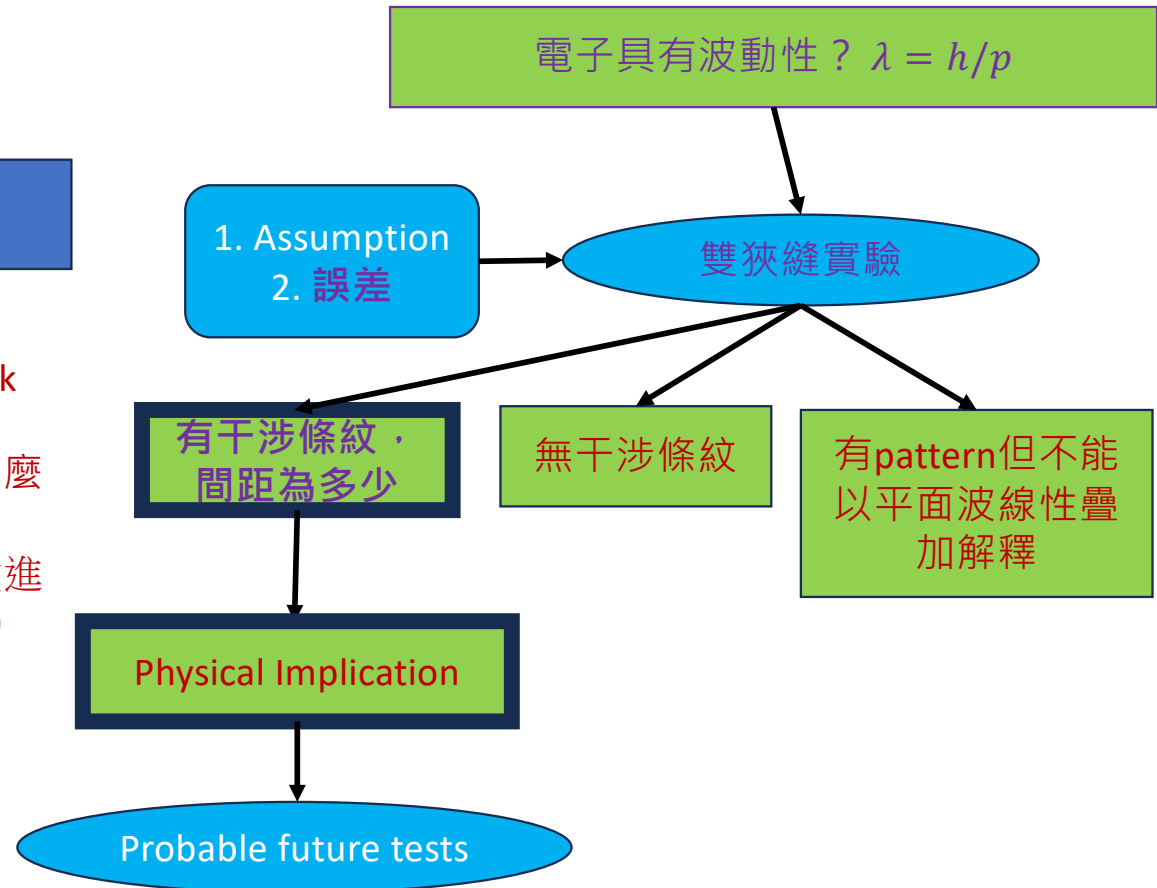 電子具有波動性？ λ = h/p
1. Assumption
2. 誤差
雙狹縫實驗
k
麼
進
有干涉條紋，
間距為多少
無干涉條紋
有pattern但不能
以平面波線性疊
加解釋
Physical Implication
Probable future tests